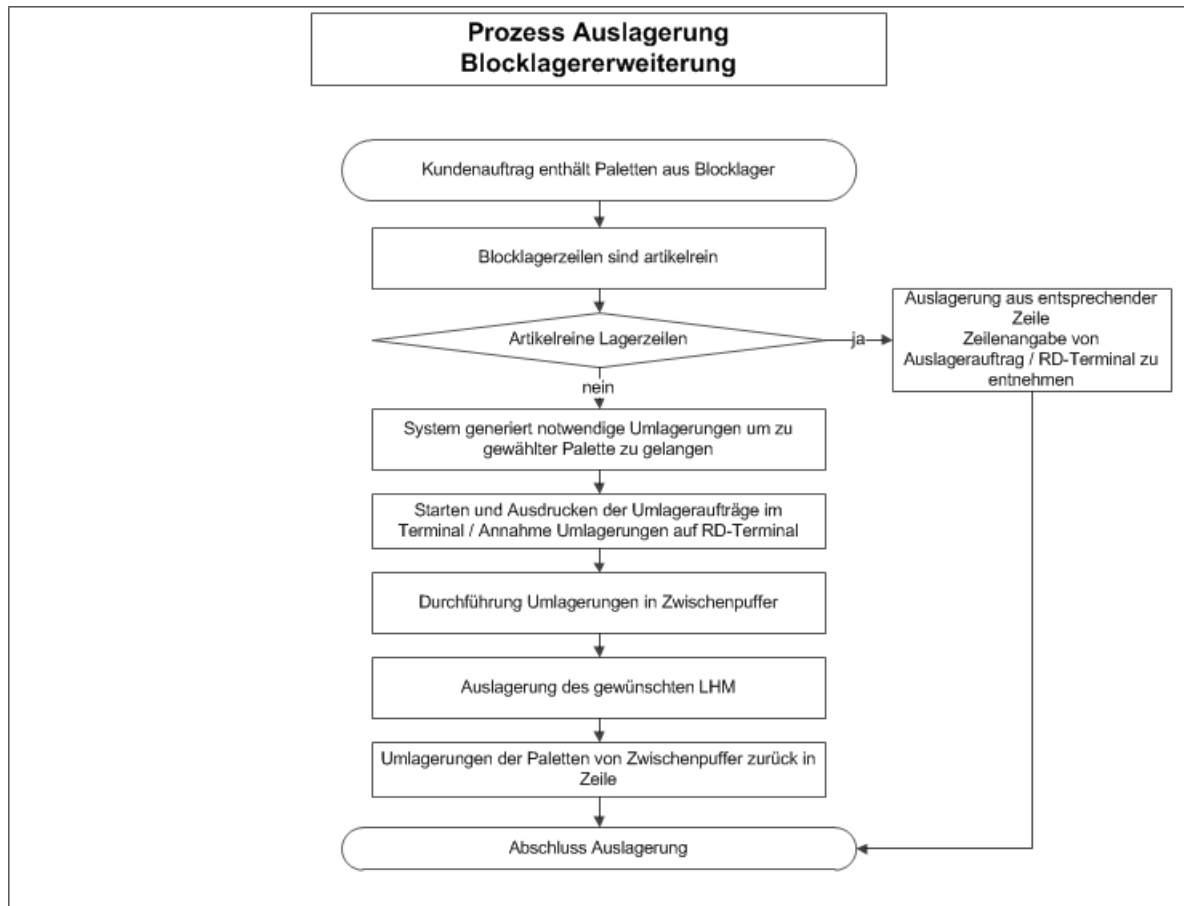 Prozess Auslagerung
Blocklagererweiterung
Kundenauftrag enthält Paletten aus Blocklager
Blocklagerzeilen sind artikelrein
Artikelreine Lagerzeilen
ja
Auslagerung aus entsprechender
Zeile
Zeilenangabe von
Auslagerauftrag / RD-Terminal zu
entnehmen
nein
System generiert notwendige Umlagerungen um zu
gewählter Palette zu gelangen
Starten und Ausdrucken der Umlageraufträge im
Terminal / Annahme Umlagerungen auf RD-Terminal
Durchführung Umlagerungen in Zwischenpuffer
Auslagerung des gewünschten LHM
Umlagerungen der Paletten von Zwischenpuffer zurück in
Zeile
Abschluss Auslagerung